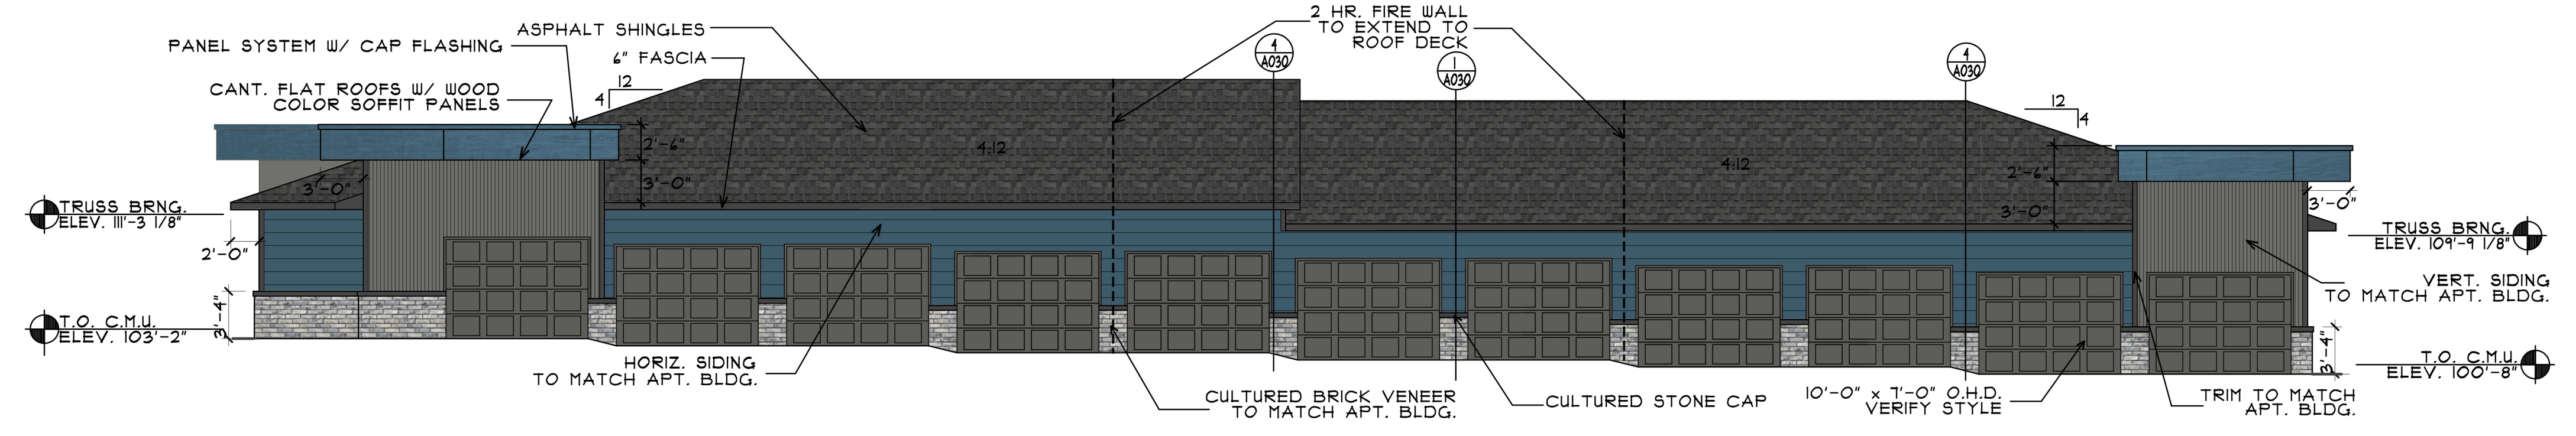 PANEL SYSTEM W/ CAP FLASHING
ASPHALT SHINGLES
6" FASCIA
CANT. FLAT ROOFS W/ WOOD
COLOR SOFFIT PANELS
12
4
2 HR. FIRE WALL
TO EXTEND TO
ROOF DECK
4
A030
1
A030
4
A030
12
4
2'-6"
3'-0"
3'-0"
4:12
4:12
2'-6"
3'-0"
3'-0"
TRUSS BRNG.
ELEV. 111'-3 1/8"
2'-0"
3'-4"
T.O. C.M.U.
ELEV. 103'-2"
TRUSS BRNG.
ELEV. 109'-9 1/8"
VERT. SIDING
TO MATCH APT. BLDG.
3'-4"
T.O. C.M.U.
ELEV. 100'-8"
HORIZ. SIDING
TO MATCH APT. BLDG.
CULTURED BRICK VENEER
TO MATCH APT. BLDG.
CULTURED STONE CAP
10'-0" x 7'-0" O.H.D.
VERIFY STYLE
TRIM TO MATCH
APT. BLDG.